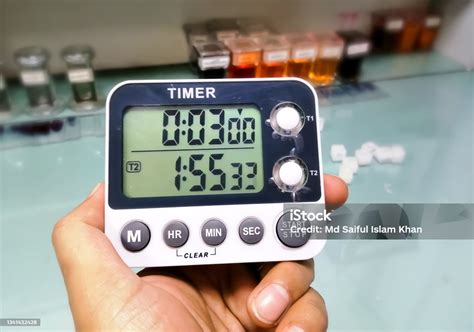 TIMER
0:03 00
T1
T2 1:55 33
T2
M HR MIN SEC START/STOP
CLEAR
iStock
Credit: Md Saiful Islam Khan
1341432428